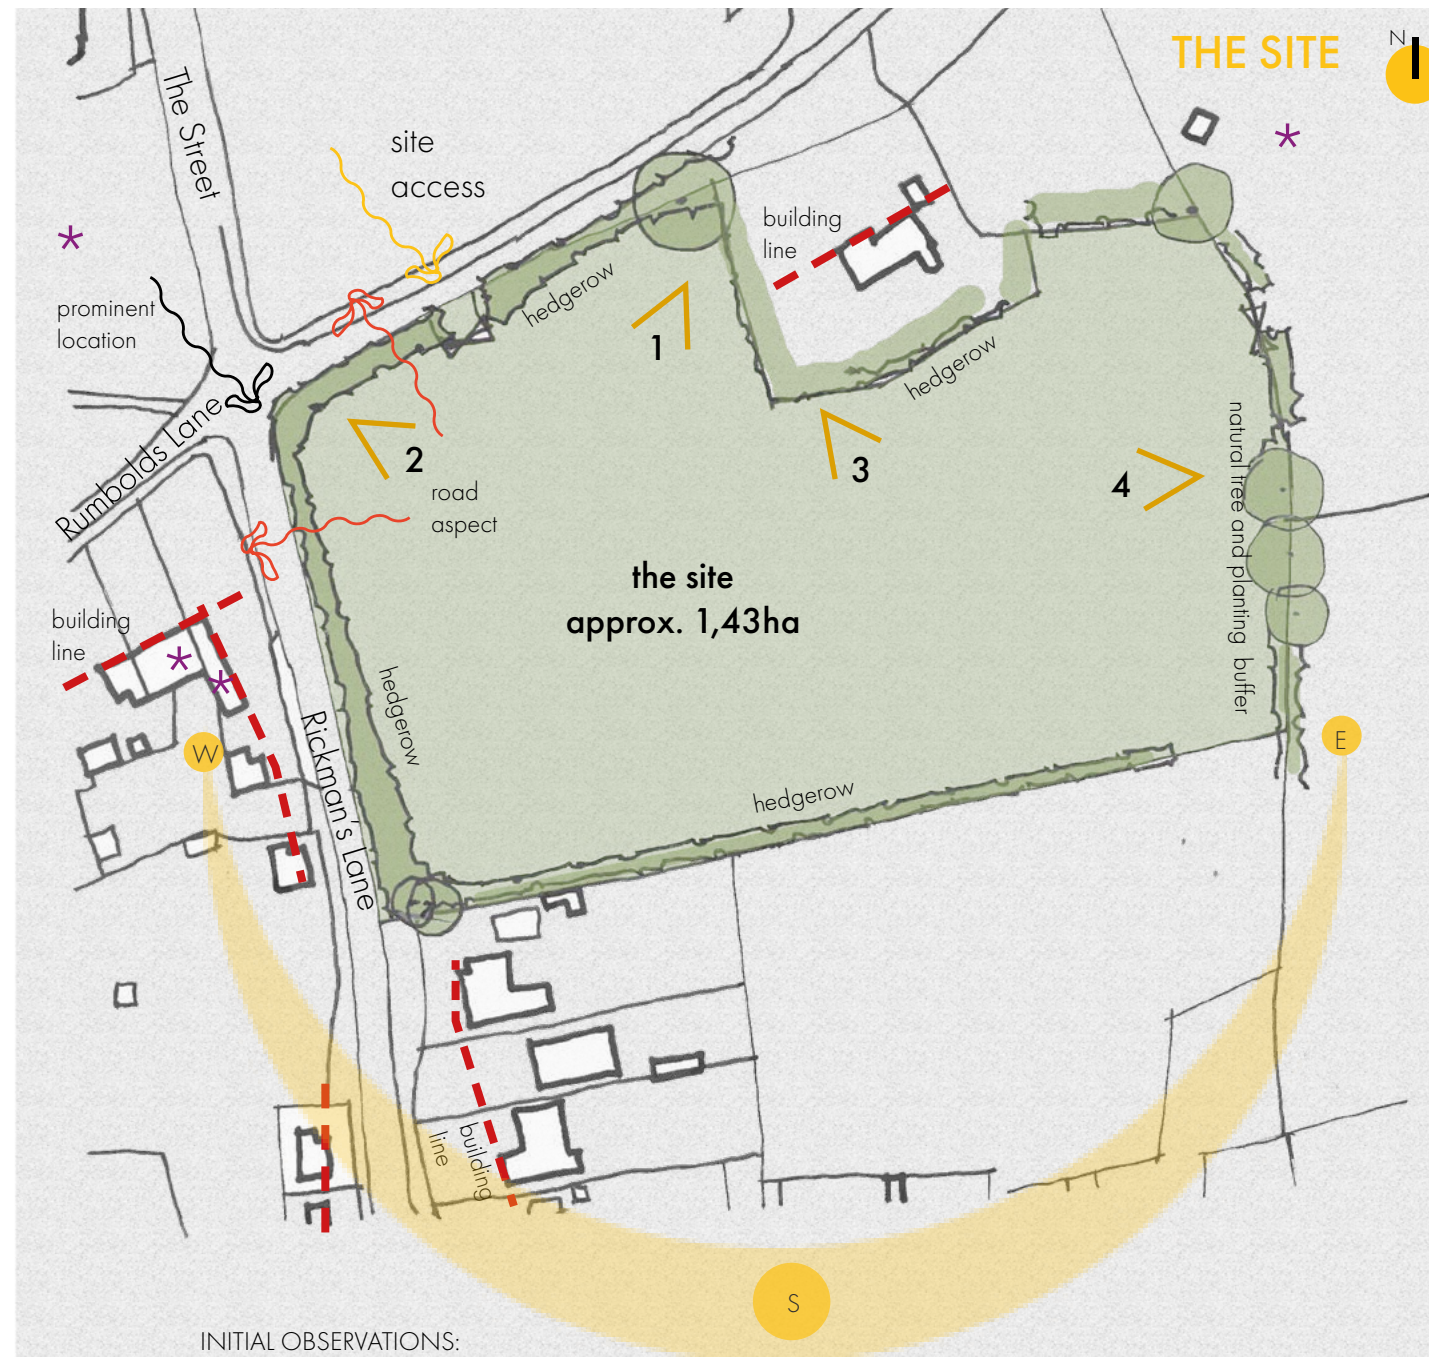 THE SITE
N
The Street
site
access
building
line
prominent
location
hedgerow
1
hedgerow
Rumbolds Lane
2
3
4
road
aspect
natural tree and planting buffer
the site
approx. 1,43ha
building
line
hedgerow
Rickman's Lane
W
E
hedgerow
building
line
S
INITIAL OBSERVATIONS: